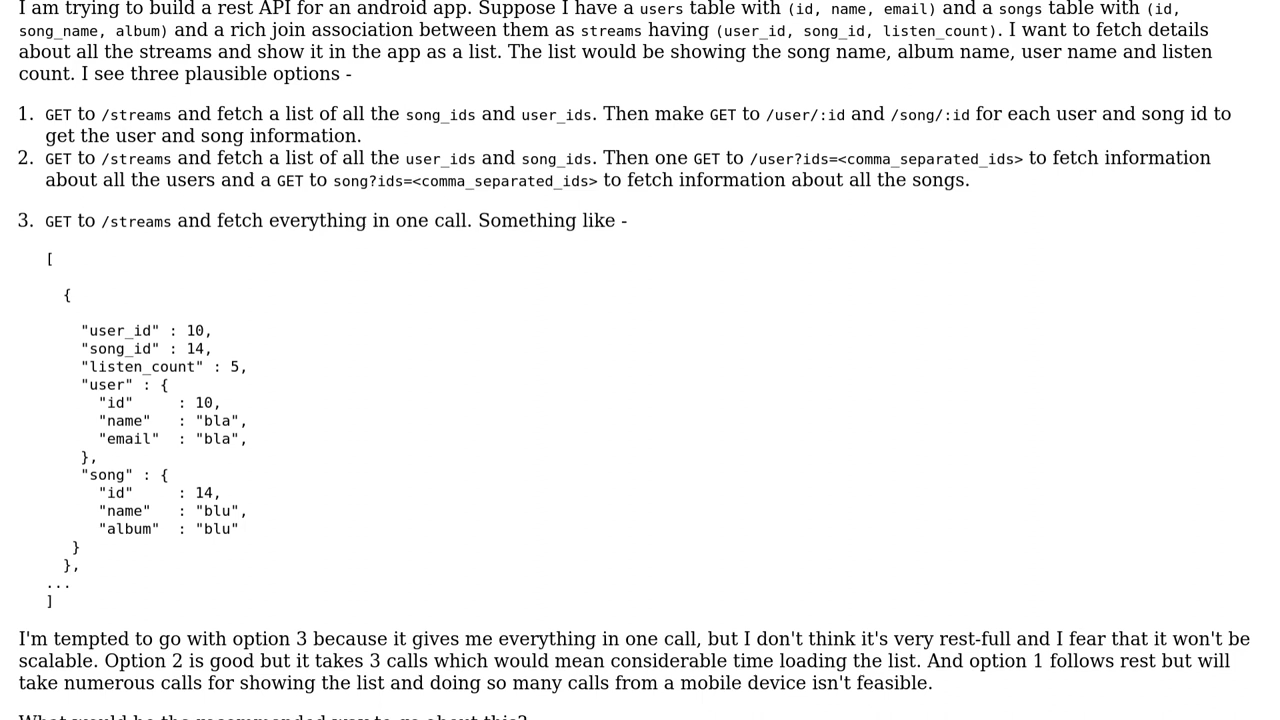 I am trying to build a rest API for an android app. Suppose I have a users table with (id, name, email) and a songs table with (id,
song_name, album) and a rich join association between them as streams having (user_id, song_id, listen_count). I want to fetch details
about all the streams and show it in the app as a list. The list would be showing the song name, album name, user name and listen
count. I see three plausible options -
1. GET to /streams and fetch a list of all the song_ids and user_ids. Then make GET to /user/:id and /song/:id for each user and song id to
get the user and song information.
2. GET to /streams and fetch a list of all the user_ids and song_ids. Then one GET to /user?ids=<comma_separated_ids> to fetch information
about all the users and a GET to song?ids=<comma_separated_ids> to fetch information about all the songs.
3. GET to /streams and fetch everything in one call. Something like -
[
{
"user_id" : 10,
"song_id" : 14,
"listen_count" : 5,
"user" : {
"id" : 10,
"name" : "bla",
"email" : "bla",
},
"song" : {
"id" : 14,
"name" : "blu",
"album" : "blu"
}
},
...
]
I'm tempted to go with option 3 because it gives me everything in one call, but I don't think it's very rest-full and I fear that it won't be
scalable. Option 2 is good but it takes 3 calls which would mean considerable time loading the list. And option 1 follows rest but will
take numerous calls for showing the list and doing so many calls from a mobile device isn't feasible.
What would be the recommended way to go about this?